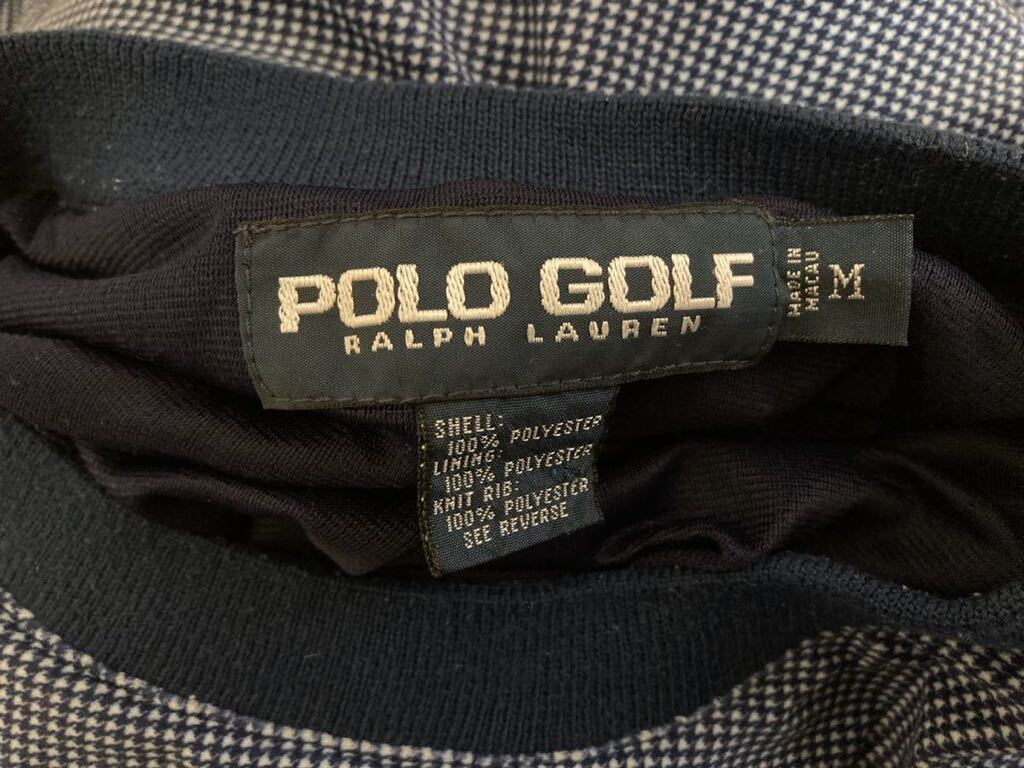 POLO GOLF
RALPH LAUREN
MADE IN
MACAU
M
SHELL:
100% POLYESTER
LINING:
100% POLYESTER
KNIT RIB:
100% POLYESTER
SEE REVERSE